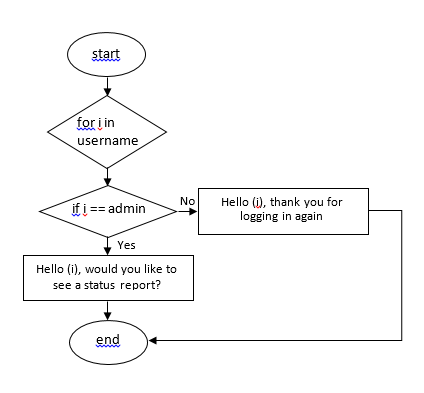 start
for i in
username
if i == admin
No
Hello (i), thank you for
logging in again
Yes
Hello (i), would you like to
see a status report?
end